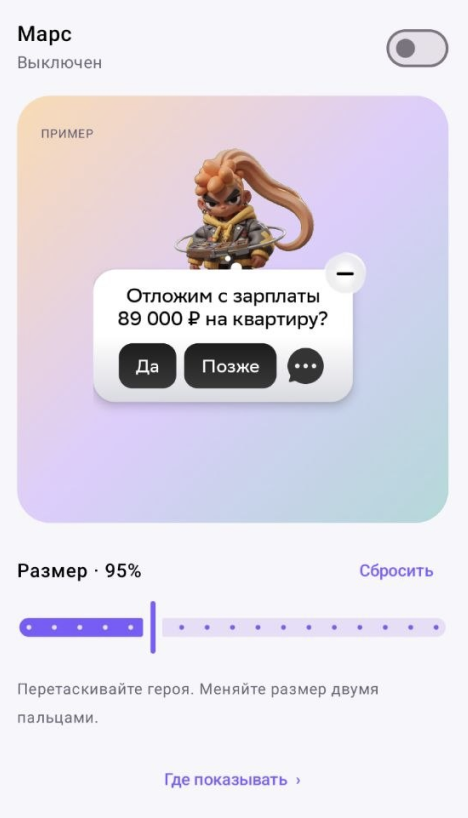 Марс
Выключен
ПРИМЕР
Отложим с зарплаты
89 000 ₽ на квартиру?
Да
Позже
Размер · 95%
Сбросить
Перетаскивайте героя. Меняйте размер двумя
пальцами.
Где показывать ›